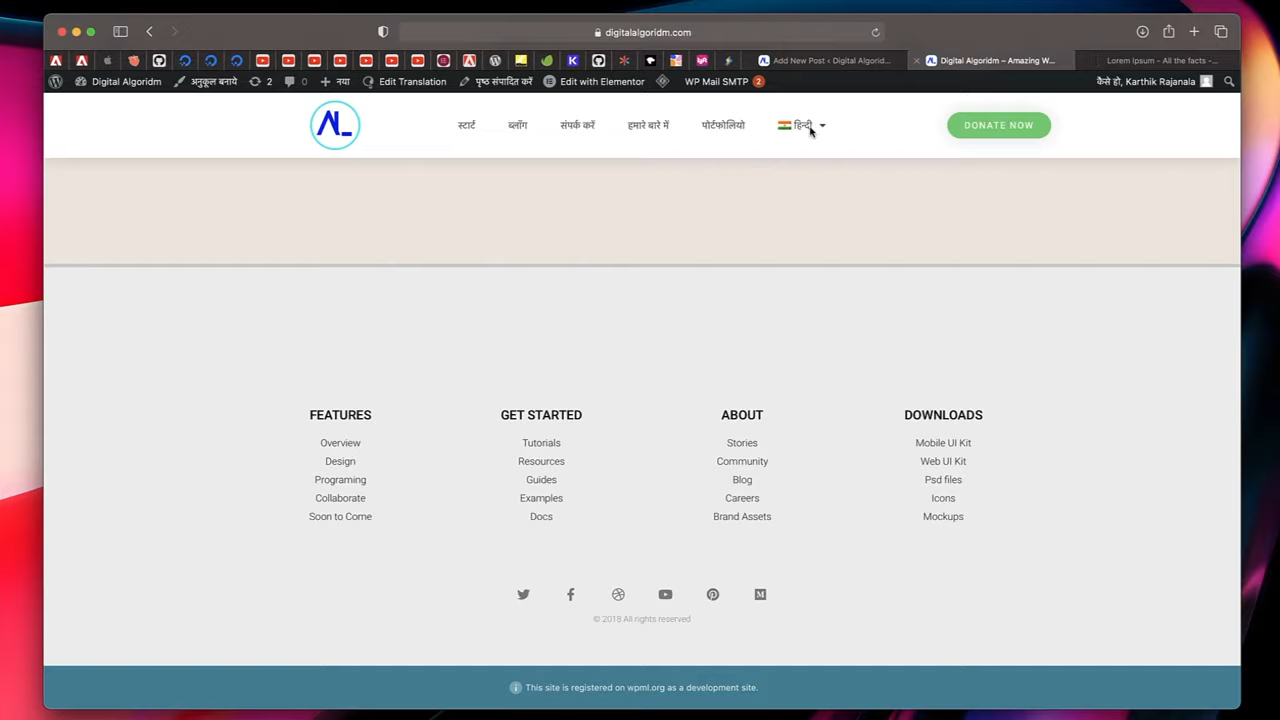 digitalalgoridm.com
Add New Post ‹ Digital Algoridm...
Digital Algoridm – Amazing W...
Lorem Ipsum - All the facts -...
Digital Algoridm अनुकूल बनाये 2 0 नया Edit Translation पृष्ठ संपादित करें Edit with Elementor WP Mail SMTP 2 कैसे हो, Karthik Rajanala
AL_ स्टार्ट ब्लॉग संपर्क करें हमारे बारे में पोर्टफोलियो हिन्दी DONATE NOW
FEATURES GET STARTED ABOUT DOWNLOADS
Overview Tutorials Stories Mobile UI Kit
Design Resources Community Web UI Kit
Programing Guides Blog Psd files
Collaborate Examples Careers Icons
Soon to Come Docs Brand Assets Mockups
© 2018 All rights reserved
This site is registered on wpml.org as a development site.